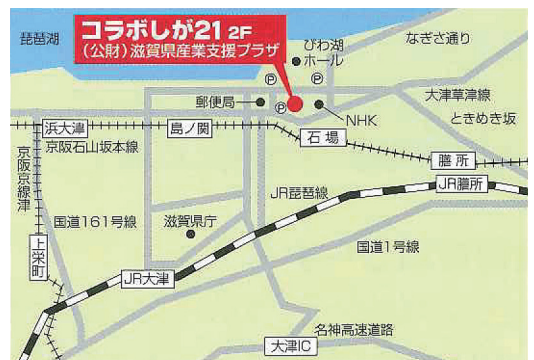 コラボしが21 2F
(公財)滋賀県産業支援プラザ
琵琶湖
びわ湖
ホール
なぎさ通り
P
P
大津草津線
郵便局
P
NHK
ときめき坂
浜大津
島ノ関
石場
京阪石山坂本線
膳所
京阪京線津
JR琵琶線
JR膳所
国道161号線
滋賀県庁
上栄町
国道1号線
JR大津
名神高速道路
大津IC